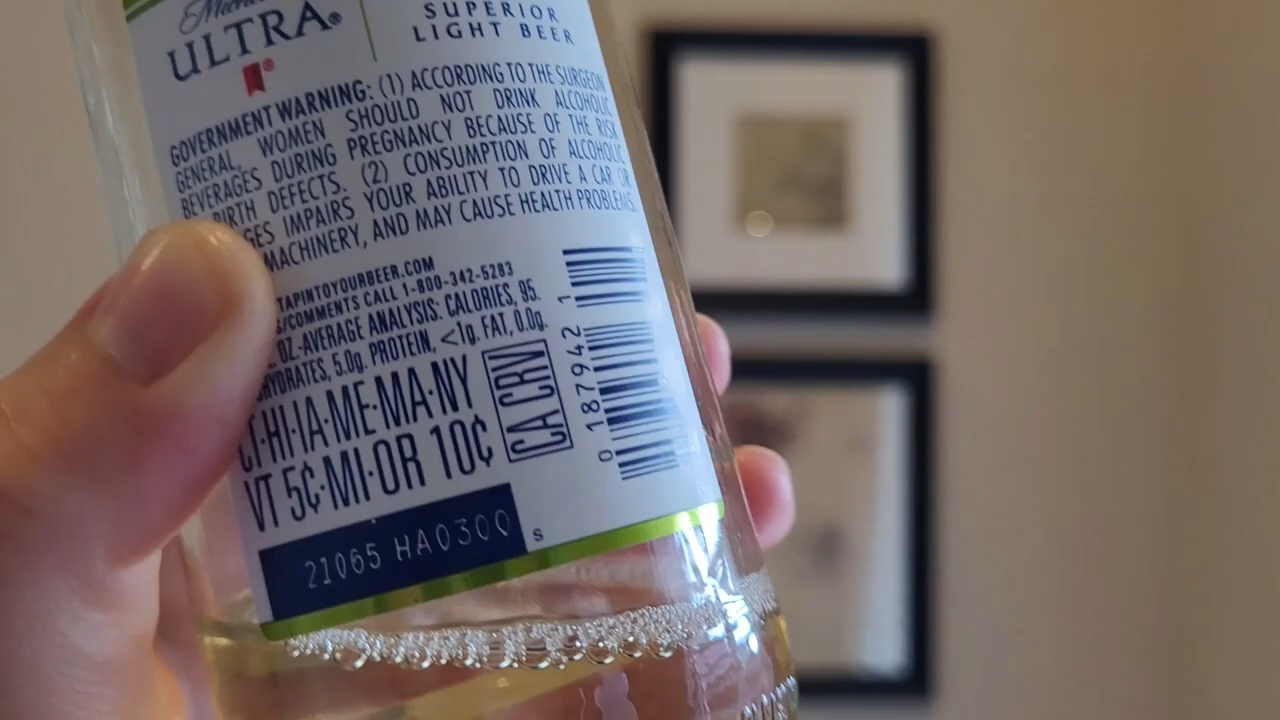 ULTRA®
SUPERIOR
LIGHT BEER
GOVERNMENT WARNING: (1) ACCORDING TO THE SURGEON
GENERAL, WOMEN SHOULD NOT DRINK ALCOHOLIC
BEVERAGES DURING PREGNANCY BECAUSE OF THE RISK
BIRTH DEFECTS. (2) CONSUMPTION OF ALCOHOLIC
GES IMPAIRS YOUR ABILITY TO DRIVE A CAR OR
MACHINERY, AND MAY CAUSE HEALTH PROBLEMS.
TAPINTOYOURBEER.COM
S/COMMENTS CALL 1-800-342-5283
OZ.-AVERAGE ANALYSIS: CALORIES, 95.
HYDRATES, 5.0g. PROTEIN, <1g. FAT, 0.0g.
CT·HI·IA·ME·MA·NY
VT 5¢·MI·OR 10¢
CA CRV
0 187942 1
21065 HA0300 S